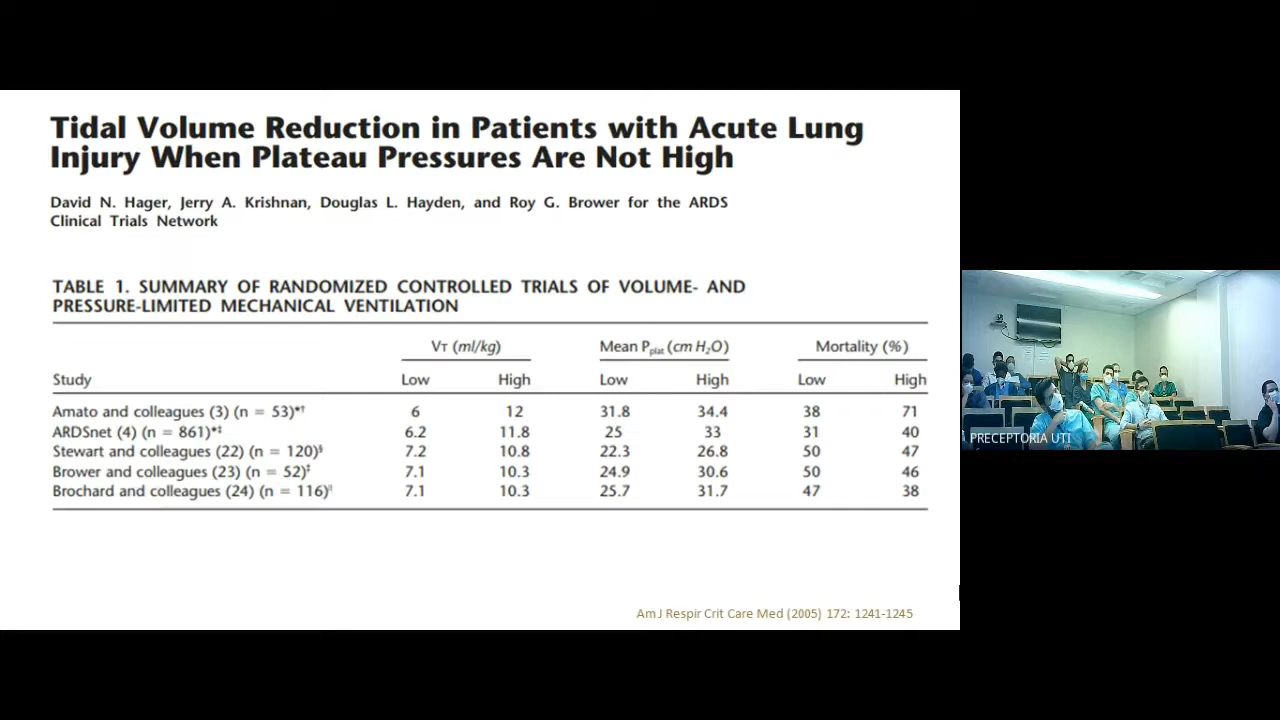 Tidal Volume Reduction in Patients with Acute Lung
Injury When Plateau Pressures Are Not High
David N. Hager, Jerry A. Krishnan, Douglas L. Hayden, and Roy G. Brower for the ARDS
Clinical Trials Network
TABLE 1. SUMMARY OF RANDOMIZED CONTROLLED TRIALS OF VOLUME- AND
PRESSURE-LIMITED MECHANICAL VENTILATION
VT (ml/kg) Mean Pplat (cm H2O) Mortality (%)
Study Low High Low High Low High
Amato and colleagues (3) (n = 53)*† 6 12 31.8 34.4 38 71
ARDSnet (4) (n = 861)*‡ 6.2 11.8 25 33 31 40
Stewart and colleagues (22) (n = 120)§ 7.2 10.8 22.3 26.8 50 47
Brower and colleagues (23) (n = 52)‡ 7.1 10.3 24.9 30.6 50 46
Brochard and colleagues (24) (n = 116)|| 7.1 10.3 25.7 31.7 47 38
Am J Respir Crit Care Med (2005) 172: 1241-1245
PRECEPTORIA UTI